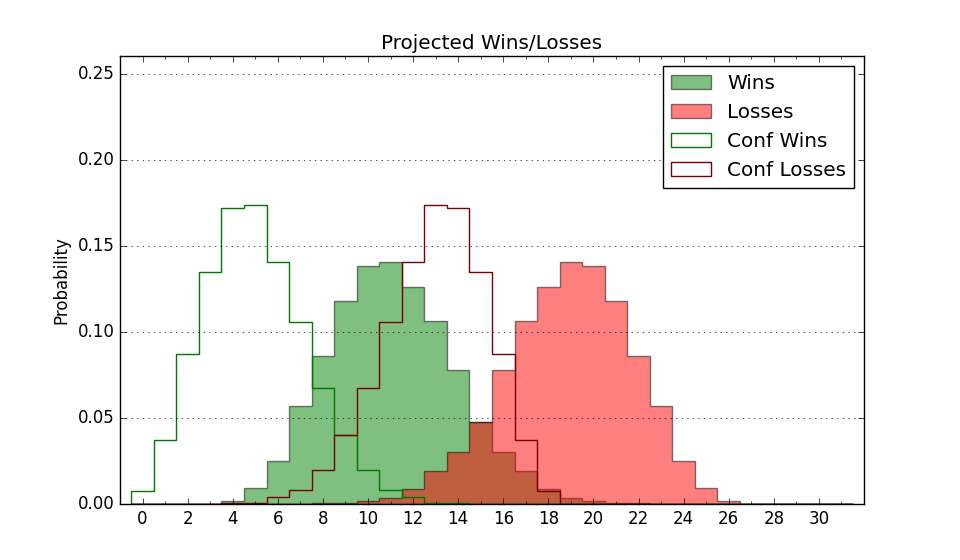 Projected Wins/Losses
Wins
Losses
Conf Wins
Conf Losses
Probability
0.25
0.20
0.15
0.10
0.05
0.00
0 2 4 6 8 10 12 14 16 18 20 22 24 26 28 30